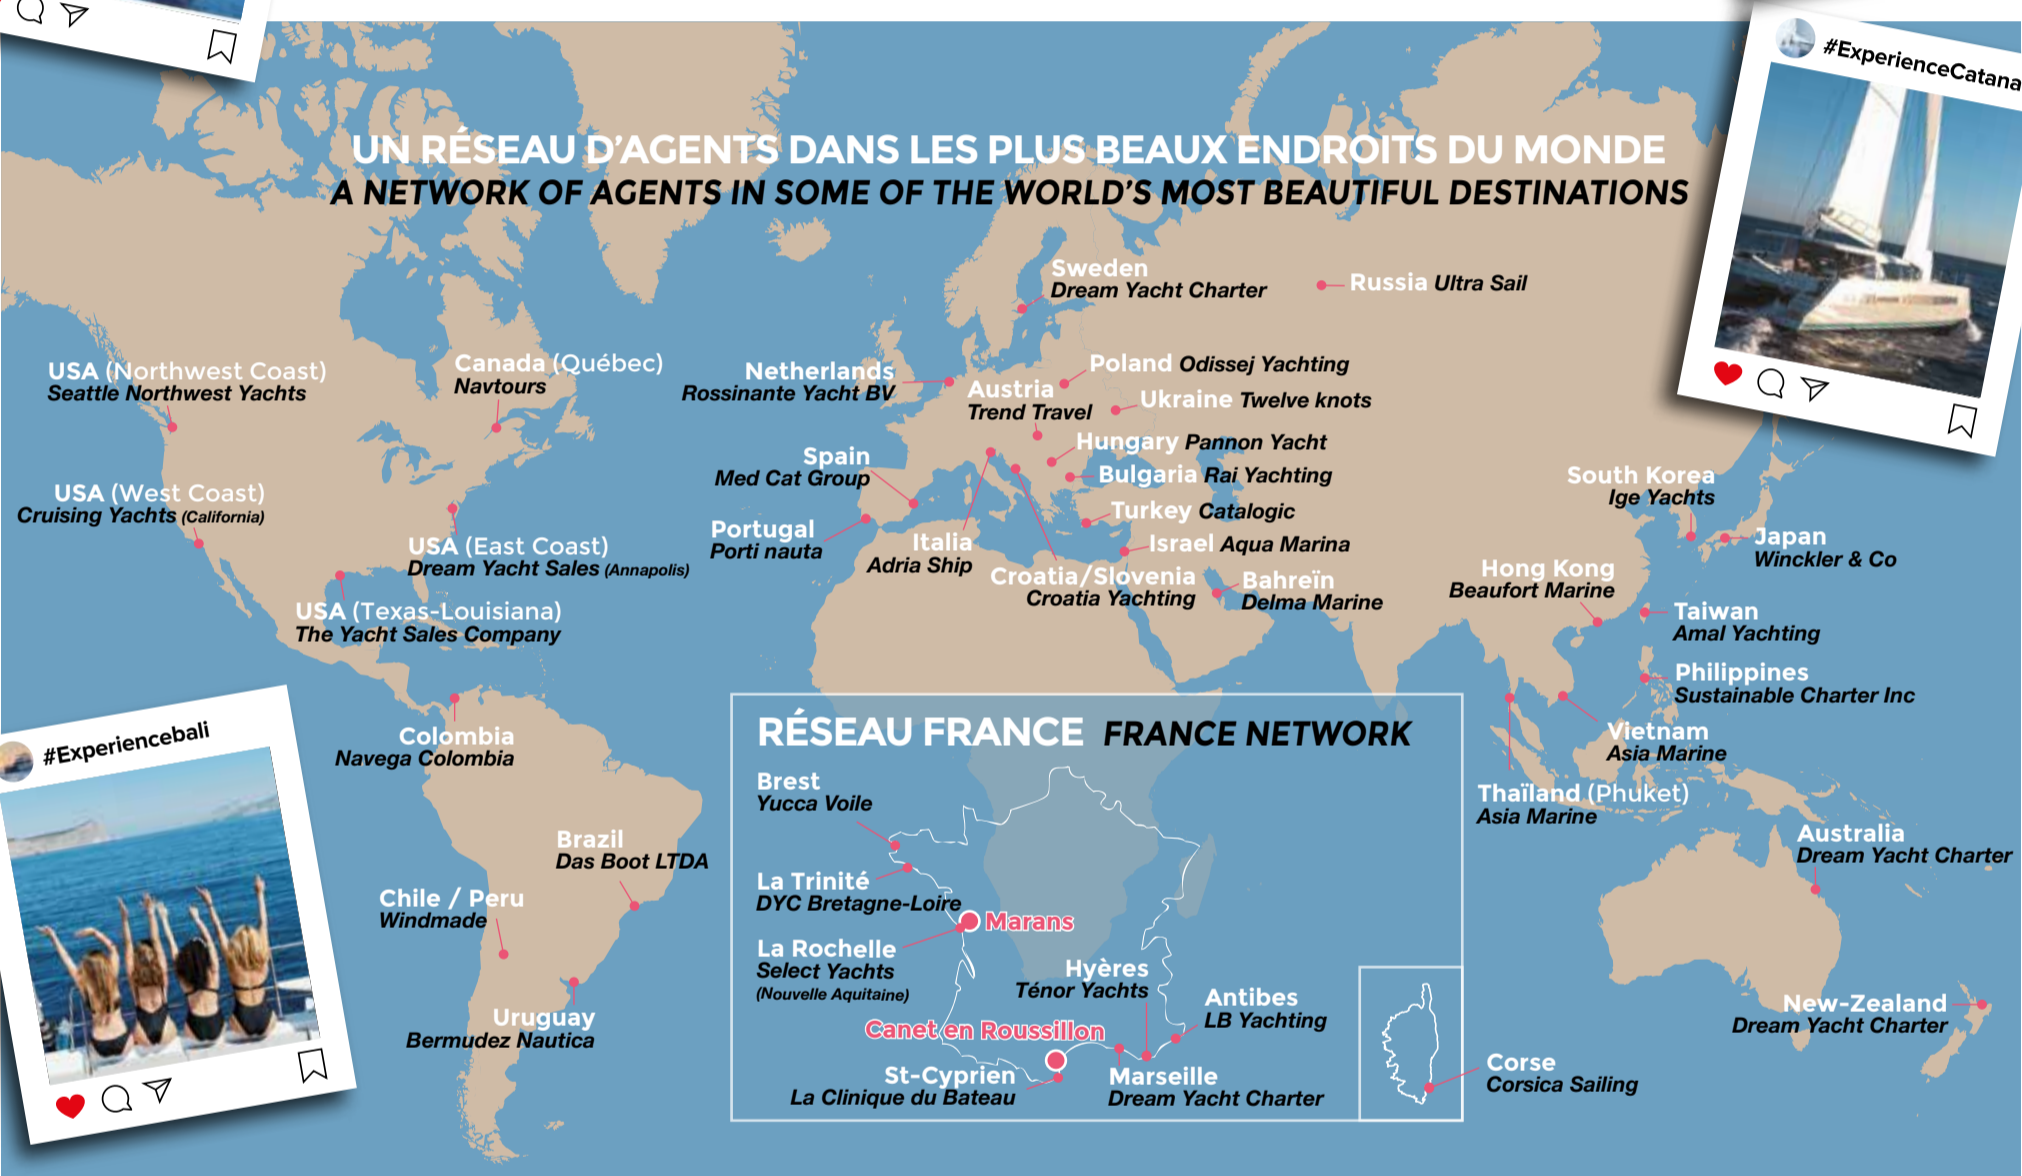 #ExperienceCatana
UN RÉSEAU D'AGENTS DANS LES PLUS BEAUX ENDROITS DU MONDE
A NETWORK OF AGENTS IN SOME OF THE WORLD'S MOST BEAUTIFUL DESTINATIONS
Sweden
Dream Yacht Charter
Russia Ultra Sail
USA (Northwest Coast)
Seattle Northwest Yachts
Canada (Québec)
Navtours
Netherlands
Rossinante Yacht BV
Poland Odissej Yachting
Austria
Trend Travel
Ukraine Twelve knots
Hungary Pannon Yacht
Spain
Med Cat Group
Bulgaria Rai Yachting
South Korea
Ige Yachts
USA (West Coast)
Cruising Yachts (California)
Turkey Catalogic
Portugal
Porti nauta
Italia
Adria Ship
Israel Aqua Marina
Japan
Winckler & Co
USA (East Coast)
Dream Yacht Sales (Annapolis)
Croatia/Slovenia
Croatia Yachting
Bahreïn
Delma Marine
Hong Kong
Beaufort Marine
USA (Texas-Louisiana)
The Yacht Sales Company
Taiwan
Amal Yachting
Philippines
Sustainable Charter Inc
Colombia
Navega Colombia
Vietnam
Asia Marine
Thaïland (Phuket)
Asia Marine
#Experiencebali
Brazil
Das Boot LTDA
Australia
Dream Yacht Charter
Chile / Peru
Windmade
Uruguay
Bermudez Nautica
New-Zealand
Dream Yacht Charter
RÉSEAU FRANCE FRANCE NETWORK
Brest
Yucca Voile
La Trinité
DYC Bretagne-Loire
Marans
La Rochelle
Select Yachts
(Nouvelle Aquitaine)
Hyères
Ténor Yachts
Antibes
LB Yachting
Canet en Roussillon
St-Cyprien
La Clinique du Bateau
Marseille
Dream Yacht Charter
Corse
Corsica Sailing